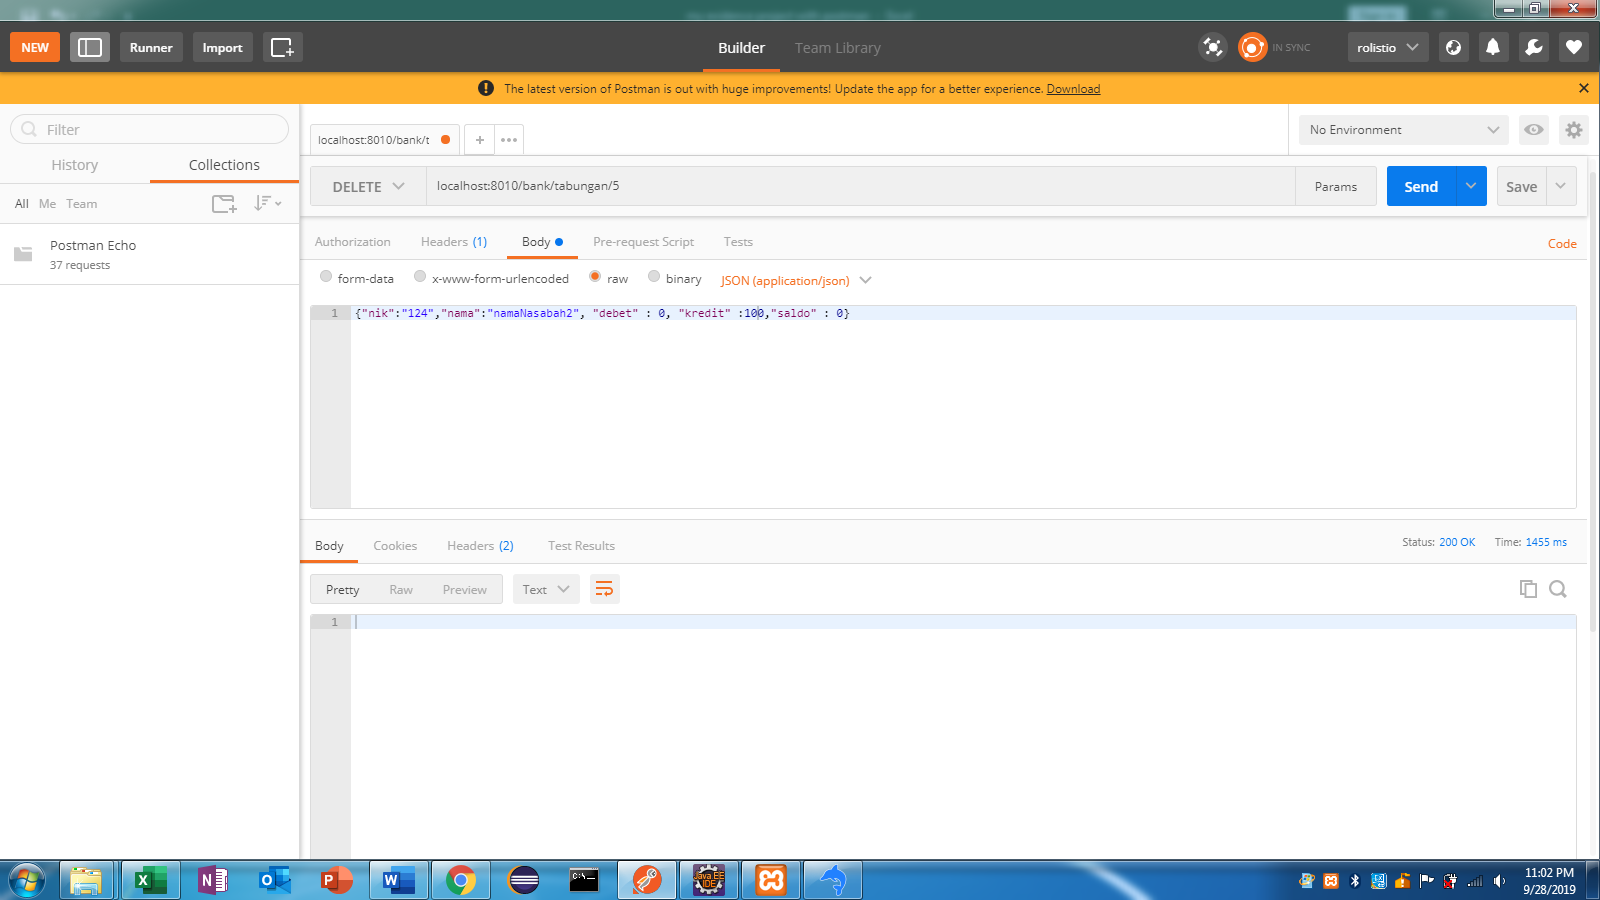 NEW
Runner
Import
Builder
Team Library
IN SYNC
rolistio
The latest version of Postman is out with huge improvements! Update the app for a better experience. Download
Filter
History
Collections
All Me Team
Postman Echo
37 requests
localhost:8010/bank/t
No Environment
DELETE
localhost:8010/bank/tabungan/5
Params
Send
Save
Authorization
Headers (1)
Body
Pre-request Script
Tests
Code
form-data
x-www-form-urlencoded
raw
binary
JSON (application/json)
1 {"nik":"124","nama":"namaNasabah2", "debet" : 0, "kredit" :100,"saldo" : 0}
Body
Cookies
Headers (2)
Test Results
Status: 200 OK
Time: 1455 ms
Pretty
Raw
Preview
Text
1
Java EE
IDE
11:02 PM
9/28/2019